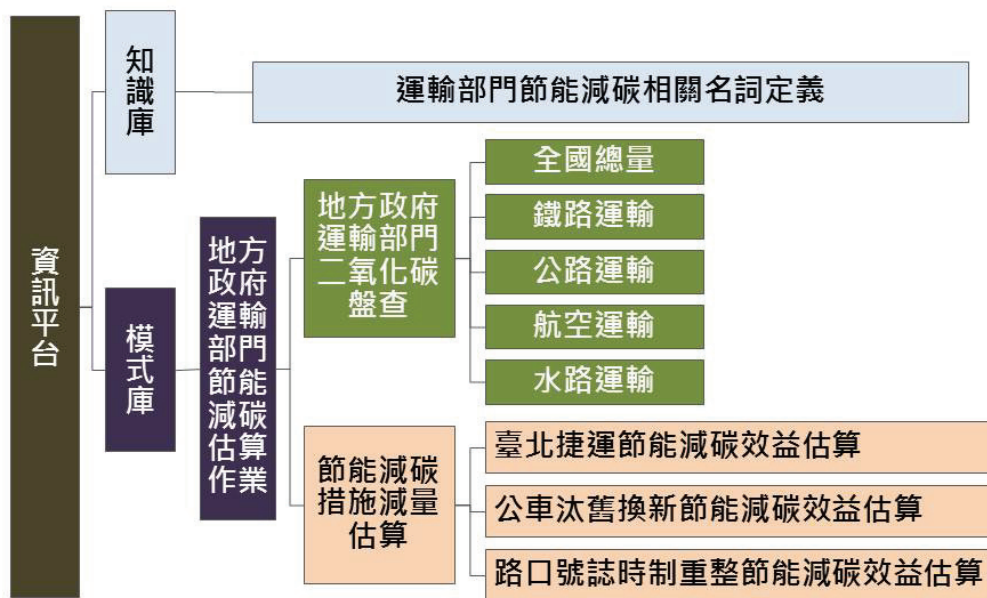 資訊平台
知識庫
運輸部門節能減碳相關名詞定義
模式庫
地方
政府
運輸
部門
節能
減碳
估算
作業
地方政府
運輸部門
二氧化碳
盤查
全國總量
鐵路運輸
公路運輸
航空運輸
水路運輸
節能減碳
措施減量
估算
臺北捷運節能減碳效益估算
公車汰舊換新節能減碳效益估算
路口號誌時制重整節能減碳效益估算